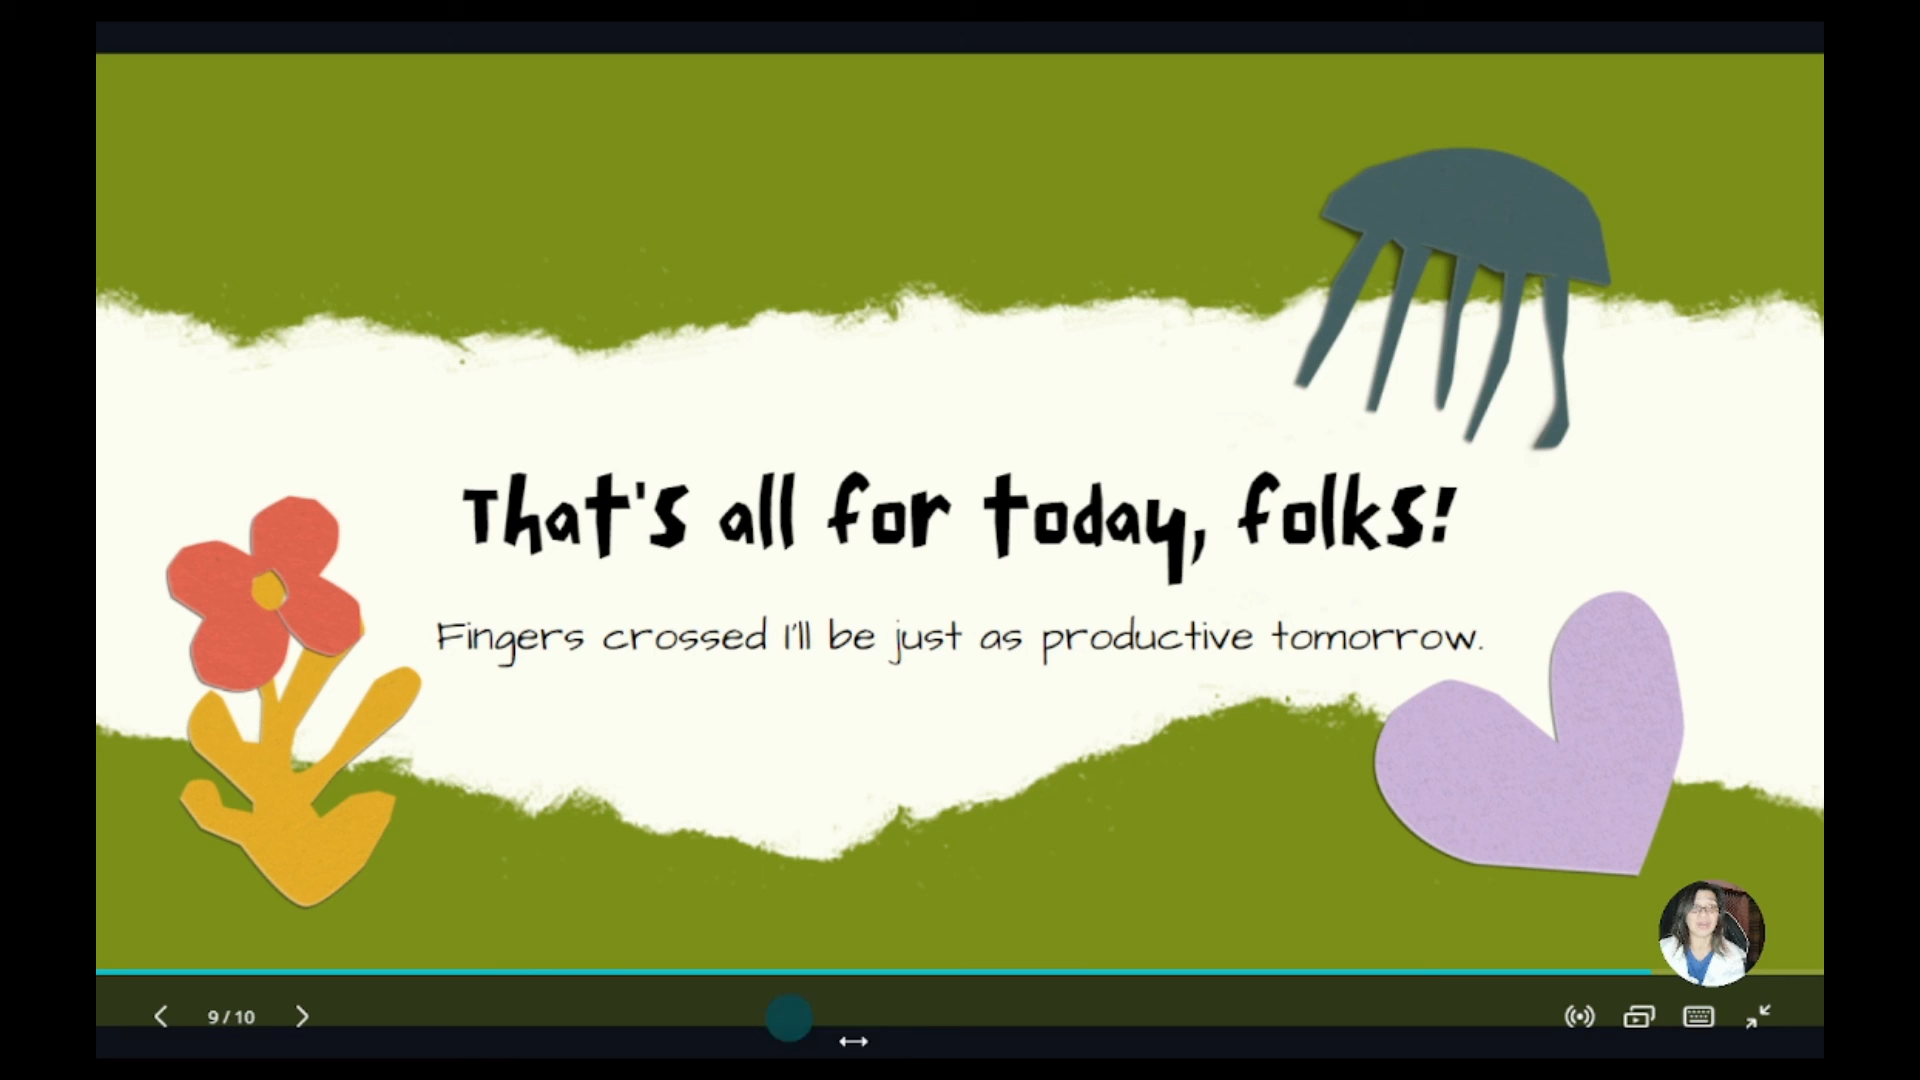 That's all for today, folks!
Fingers crossed I'll be just as productive tomorrow.
9 / 10